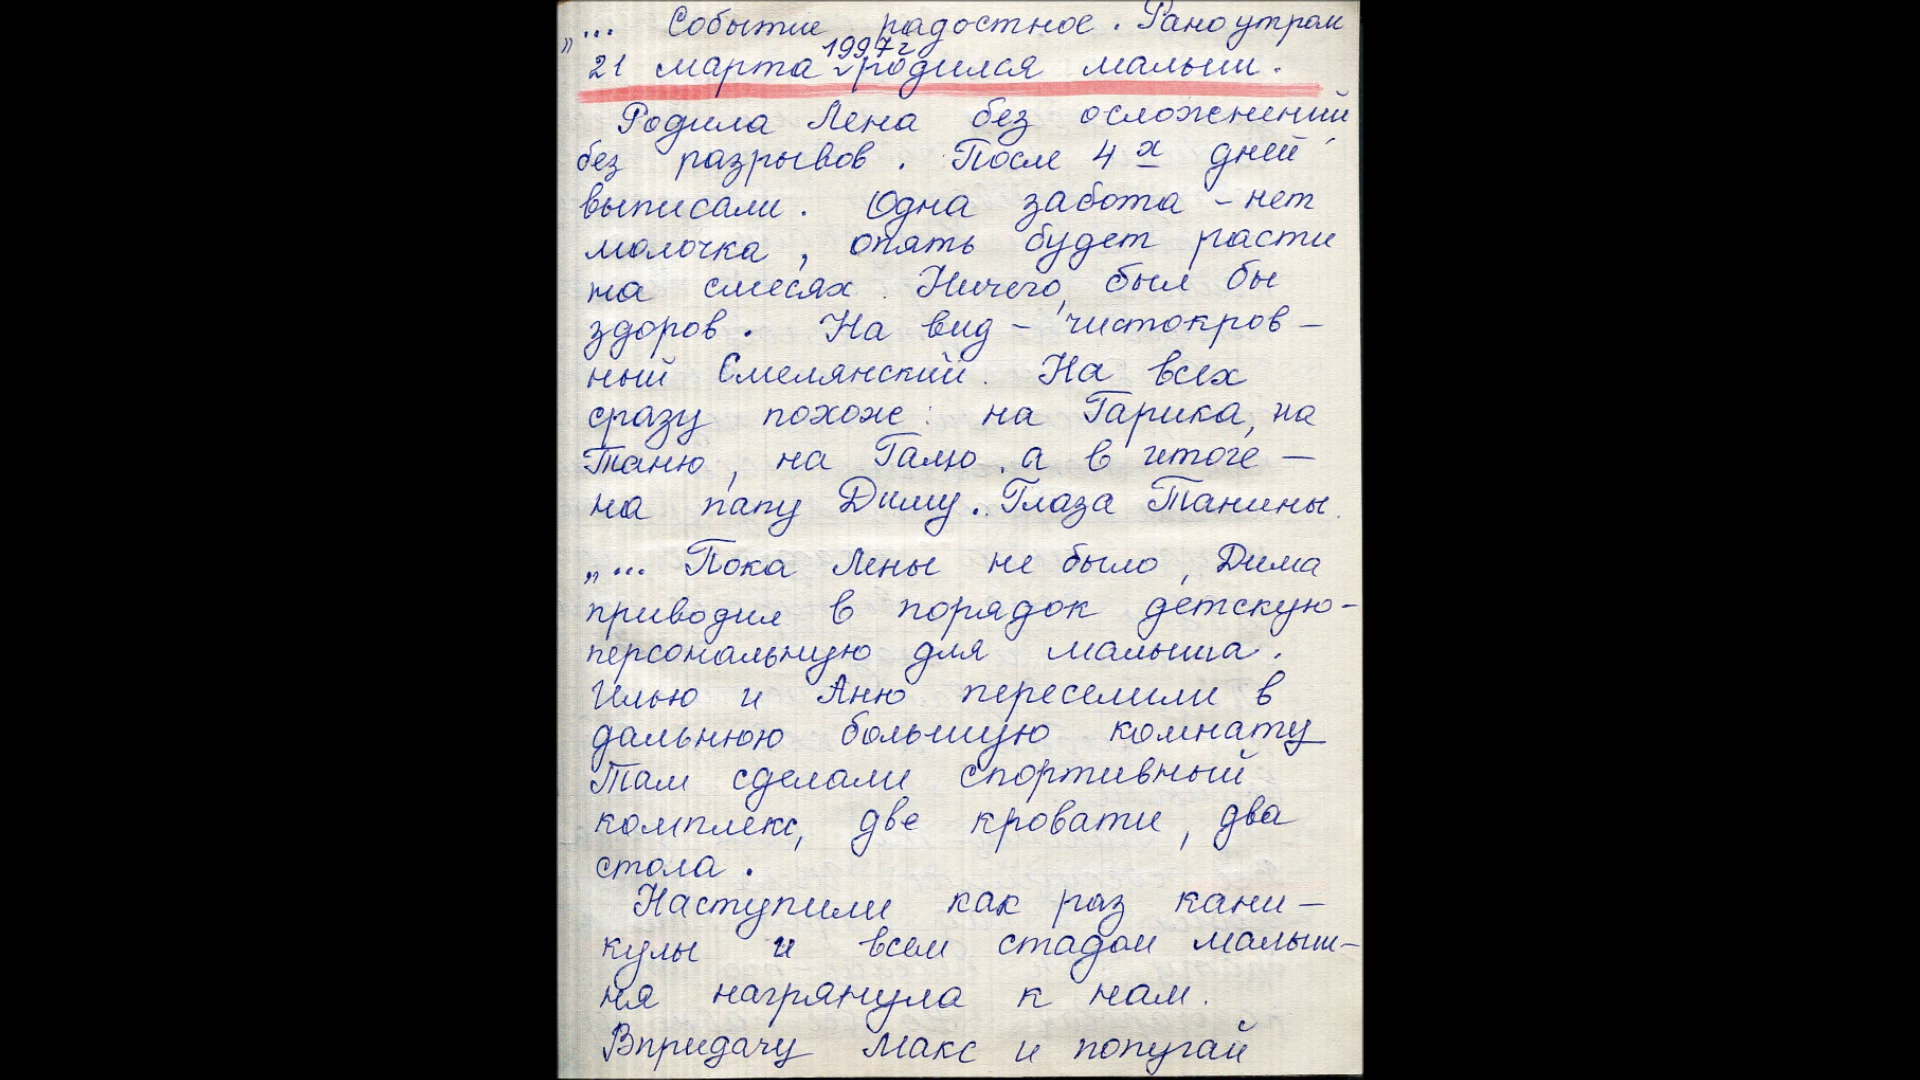 „... Событие радостное. Рано утром
21 марта 1997г родился малыш.
Родила Лена без осложнений,
без разрывов. После 4х дней
выписали. Одна забота - нет
молочка, опять будет расти
на смесях. Ничего, был бы
здоров. На вид - чистокров-
ный Смелянский. На всех
сразу похож: на Гарика, на
Таню, на Галю, а в итоге -
на папу Диму. Глаза Танины.
„... Пока Лены не было, Дима
приводил в порядок детскую-
персональную для малыша.
Илью и Аню переселили в
дальнюю большую комнату
Там сделали спортивный
комплекс, две кровати, два
стола.
Наступили как раз кани-
кулы и всем стадом малыш-
ня нагрянула к нам.
Впридачу Макс и попугай